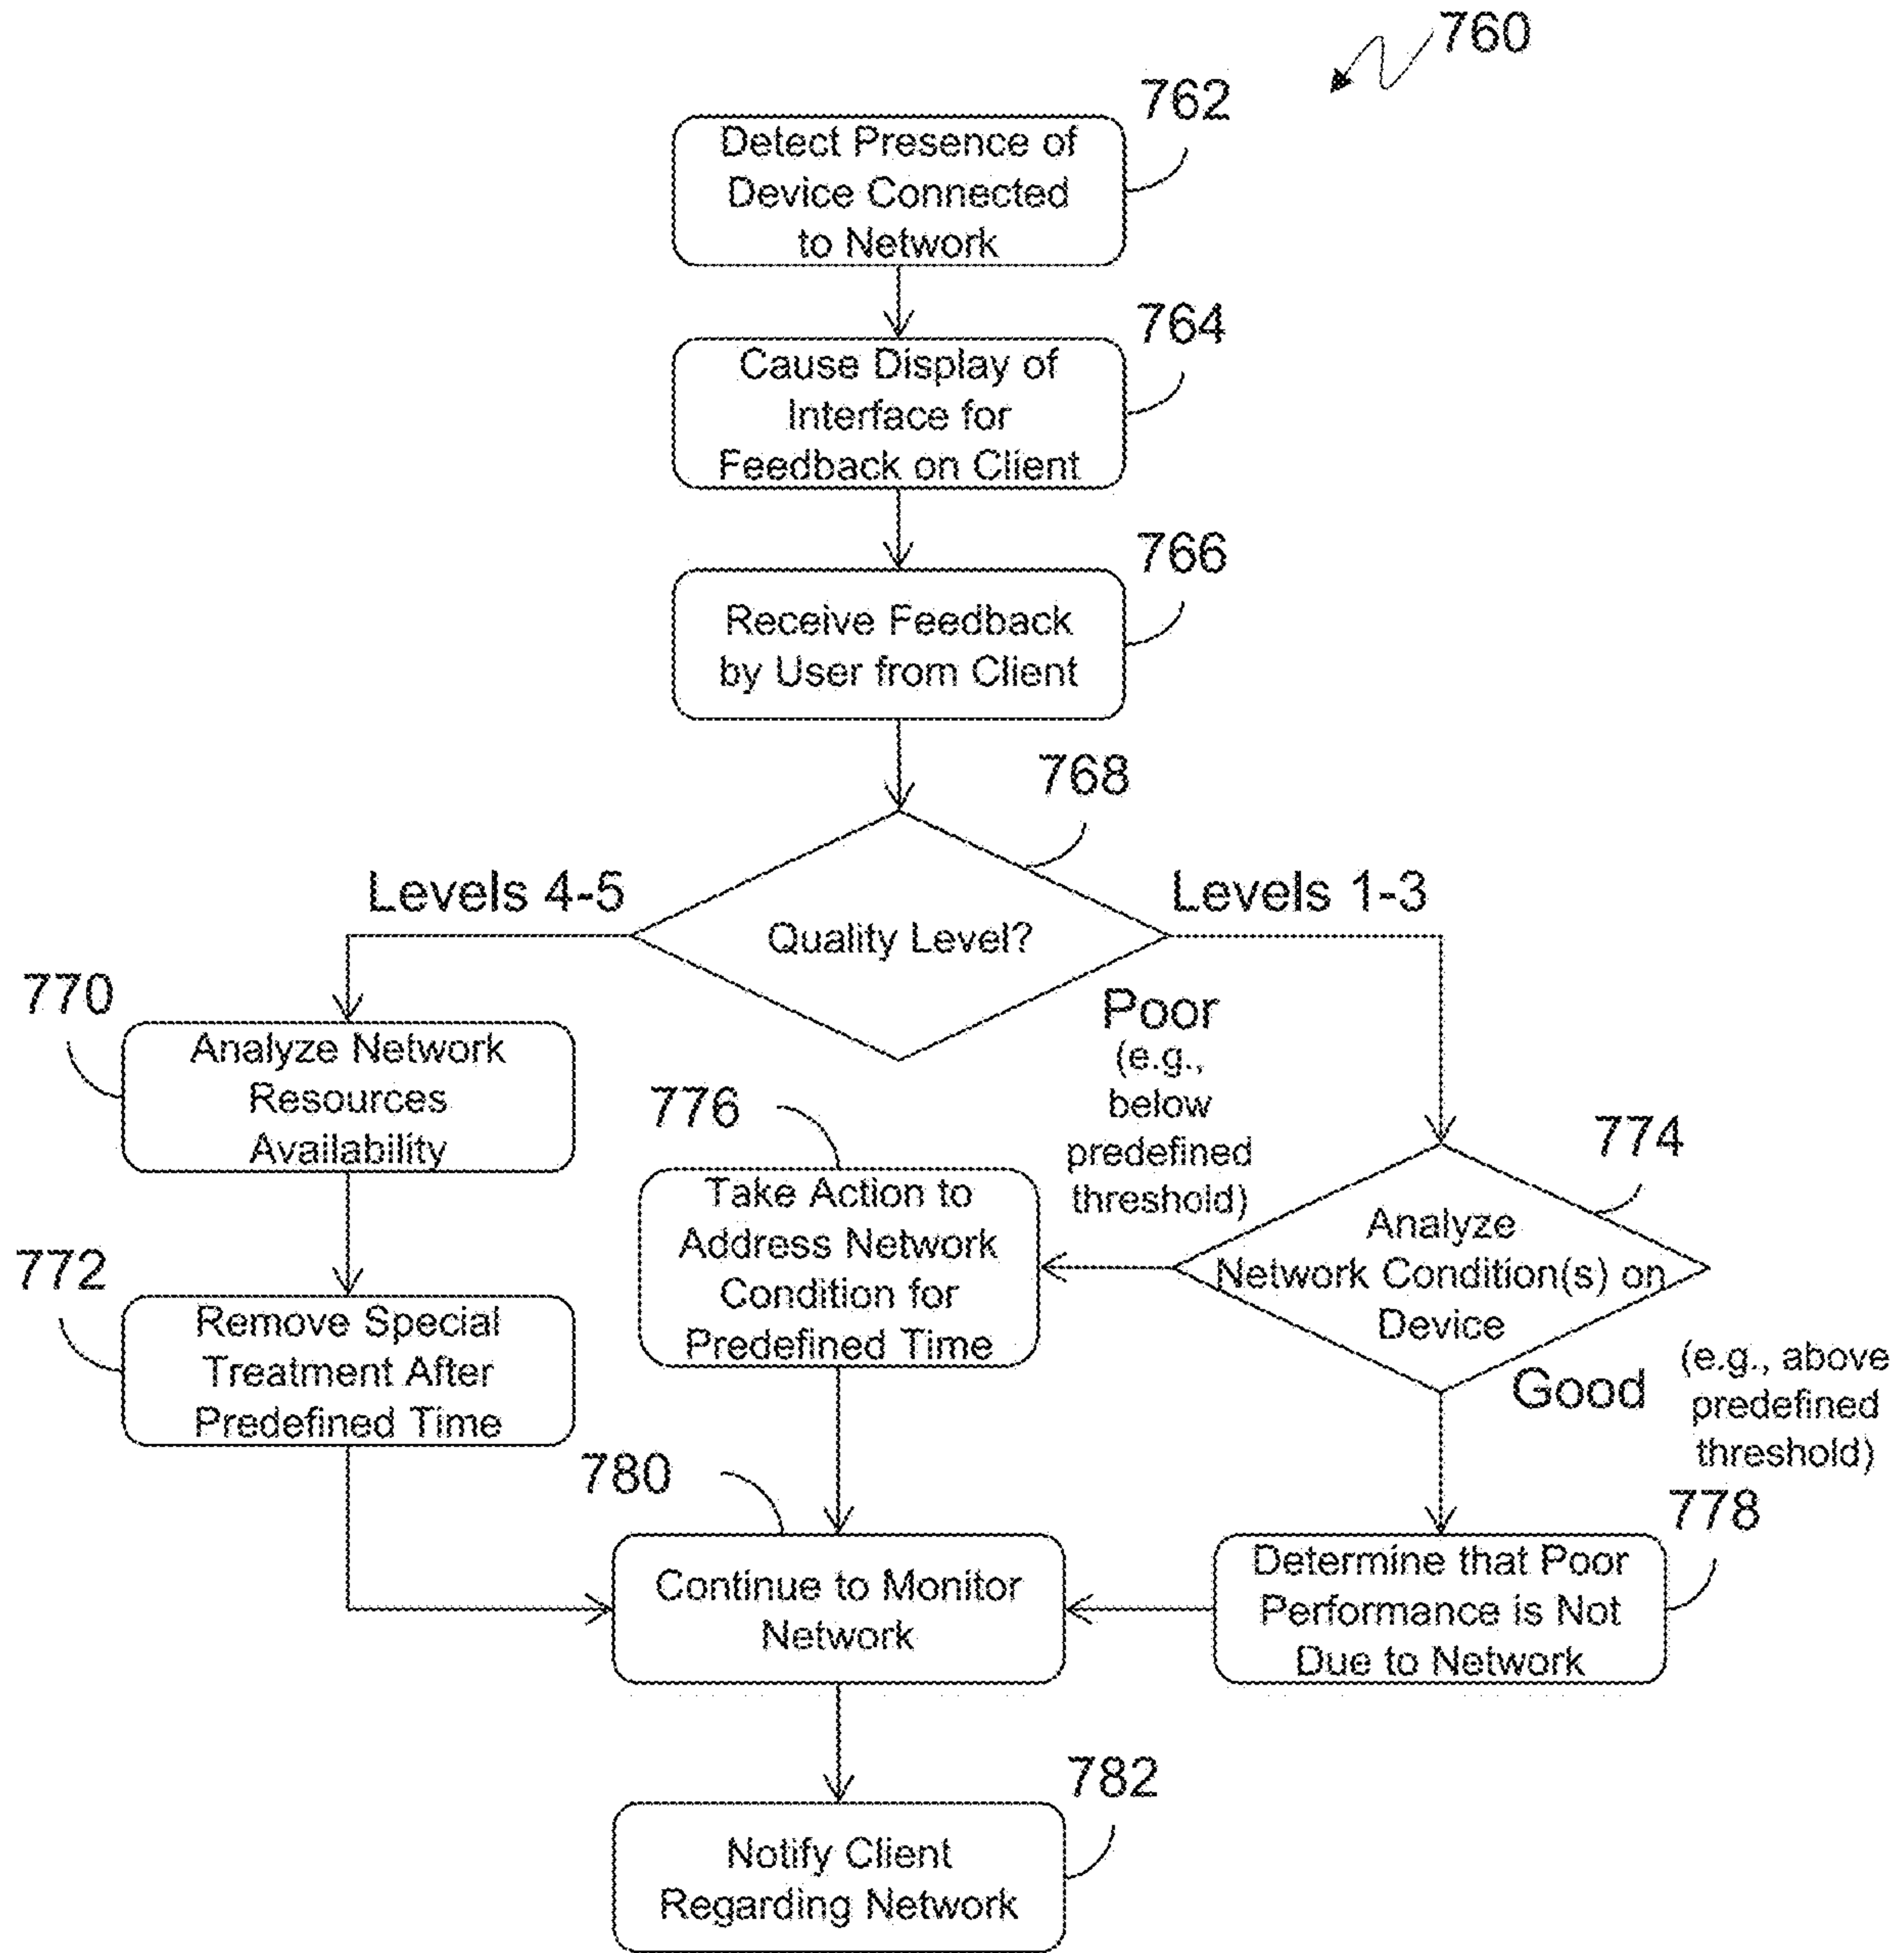 760
762
Detect Presence of
Device Connected
to Network
764
Cause Display of
Interface for
Feedback on Client
766
Receive Feedback
by User from Client
768
Levels 4-5
Levels 1-3
Quality Level?
770
Analyze Network
Resources
Availability
Poor
(e.g.,
below
predefined
threshold)
776
Take Action to
Address Network
Condition for
Predefined Time
774
Analyze
Network Condition(s) on
Device
772
Remove Special
Treatment After
Predefined Time
Good
(e.g., above
predefined
threshold)
780
Continue to Monitor
Network
778
Determine that Poor
Performance is Not
Due to Network
782
Notify Client
Regarding Network